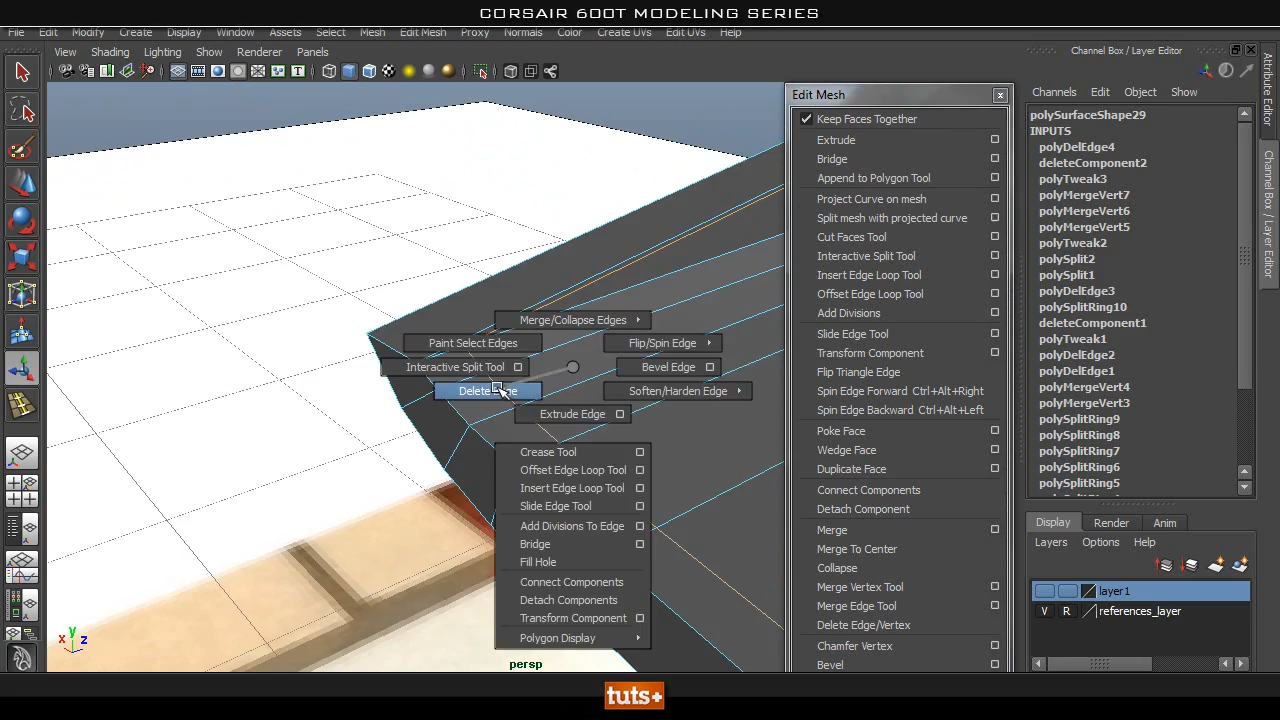 CORSAIR 600T MODELING SERIES
File Edit Modify Create Display Window Assets Select Mesh Edit Mesh Proxy Normals Color Create UVs Edit UVs Help
View Shading Lighting Show Renderer Panels
Channel Box / Layer Editor
Channels Edit Object Show
polySurfaceShape29
INPUTS
polyDelEdge4
deleteComponent2
polyTweak3
polyMergeVert7
polyMergeVert6
polyMergeVert5
polyTweak2
polySplit2
polySplit1
polyDelEdge3
polySplitRing10
deleteComponent1
polyTweak1
polyDelEdge2
polyDelEdge1
polyMergeVert4
polyMergeVert3
polySplitRing9
polySplitRing8
polySplitRing7
polySplitRing6
polySplitRing5
Display Render Anim
Layers Options Help
layer1
V R references_layer
Attribute Editor
Channel Box / Layer Editor
Edit Mesh
Keep Faces Together
Extrude
Bridge
Append to Polygon Tool
Project Curve on mesh
Split mesh with projected curve
Cut Faces Tool
Interactive Split Tool
Insert Edge Loop Tool
Offset Edge Loop Tool
Add Divisions
Slide Edge Tool
Transform Component
Flip Triangle Edge
Spin Edge Forward Ctrl+Alt+Right
Spin Edge Backward Ctrl+Alt+Left
Poke Face
Wedge Face
Duplicate Face
Connect Components
Detach Component
Merge
Merge To Center
Collapse
Merge Vertex Tool
Merge Edge Tool
Delete Edge/Vertex
Chamfer Vertex
Bevel
Merge/Collapse Edges
Paint Select Edges
Flip/Spin Edge
Interactive Split Tool
Bevel Edge
Delete Edge
Soften/Harden Edge
Extrude Edge
Crease Tool
Offset Edge Loop Tool
Insert Edge Loop Tool
Slide Edge Tool
Add Divisions To Edge
Bridge
Fill Hole
Connect Components
Detach Components
Transform Component
Polygon Display
y
x z
persp
tuts+